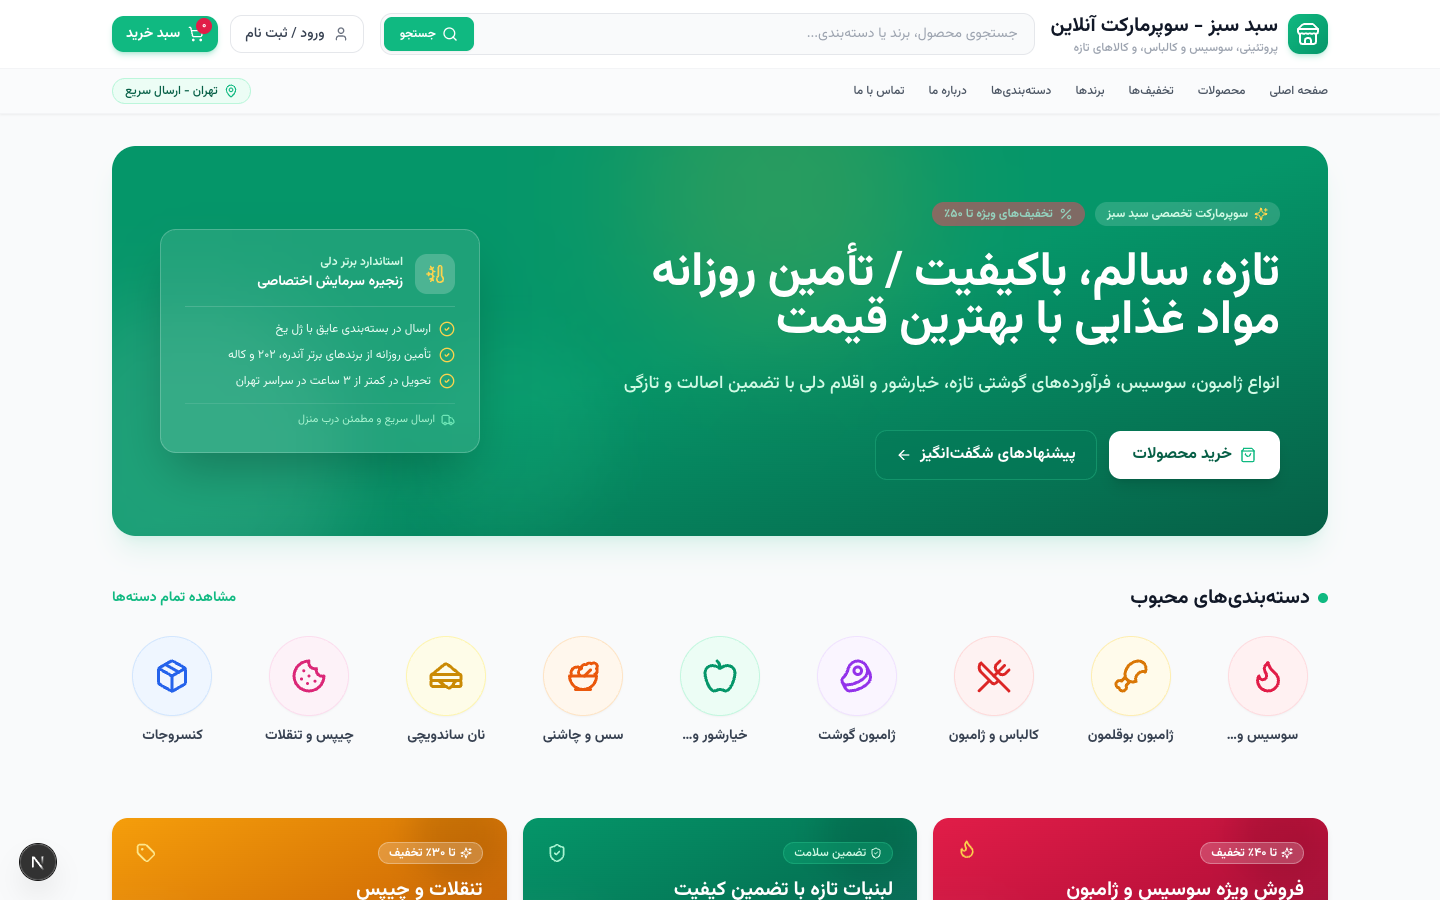 سبد سبز - سوپرمارکت آنلاین
پروتئینی، سوسیس و کالباس، و کالاهای تازه
جستجوی محصول، برند یا دسته‌بندی...
جستجو
ورود / ثبت نام
سبد خرید
۰
صفحه اصلی
محصولات
تخفیف‌ها
برندها
دسته‌بندی‌ها
درباره ما
تماس با ما
تهران - ارسال سریع
سوپرمارکت تخصصی سبد سبز
تخفیف‌های ویژه تا ۵۰٪
تازه، سالم، باکیفیت / تأمین روزانه
مواد غذایی با بهترین قیمت
انواع ژامبون، سوسیس، فرآورده‌های گوشتی تازه، خیارشور و اقلام دلی با تضمین اصالت و تازگی
خرید محصولات
پیشنهادهای شگفت‌انگیز
استاندارد برتر دلی
زنجیره سرمایش اختصاصی
ارسال در بسته‌بندی عایق با ژل یخ
تأمین روزانه از برندهای برتر آندره، ۲۰۲ و کاله
تحویل در کمتر از ۳ ساعت در سراسر تهران
ارسال سریع و مطمئن درب منزل
دسته‌بندی‌های محبوب
مشاهده تمام دسته‌ها
سوسیس و...
ژامبون بوقلمون
کالباس و ژامبون
ژامبون گوشت
خیارشور و...
سس و چاشنی
نان ساندویچی
چیپس و تنقلات
کنسروجات
تا ۴۰٪ تخفیف
فروش ویژه سوسیس و ژامبون
تضمین سلامت
لبنیات تازه با تضمین کیفیت
تا ۳۰٪ تخفیف
تنقلات و چیپس
N